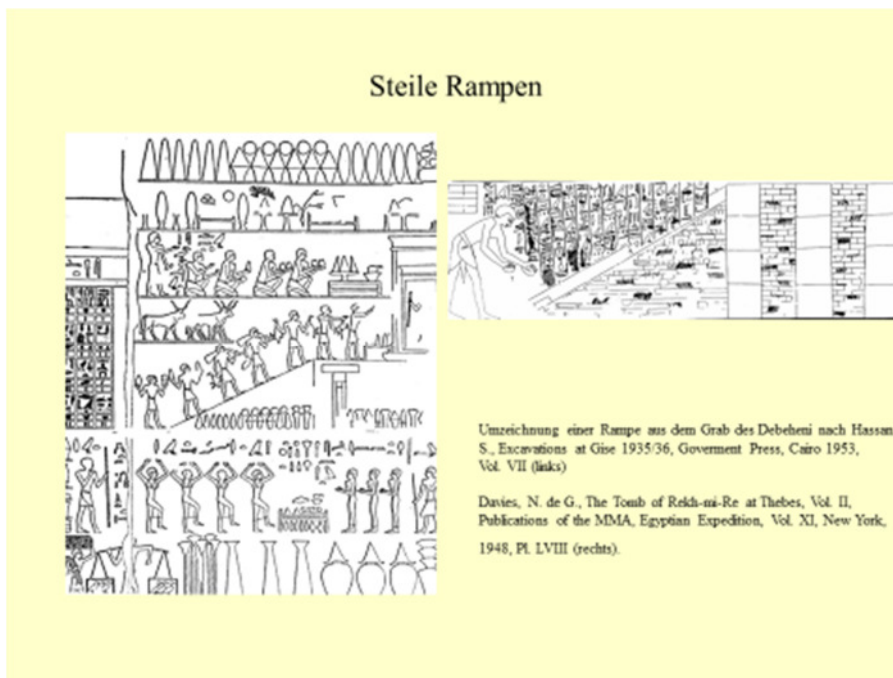 Steile Rampen
Umzeichnung einer Rampe aus dem Grab des Debeheni nach Hassan
S., Excavations at Gise 1935/36, Goverment Press, Cairo 1953,
Vol. VII (links)
Davies, N. de G., The Tomb of Rekh-mi-Re at Thebes, Vol. II,
Publications of the MMA, Egyptian Expedition, Vol. XI, New York,
1948, Pl. LVIII (rechts).